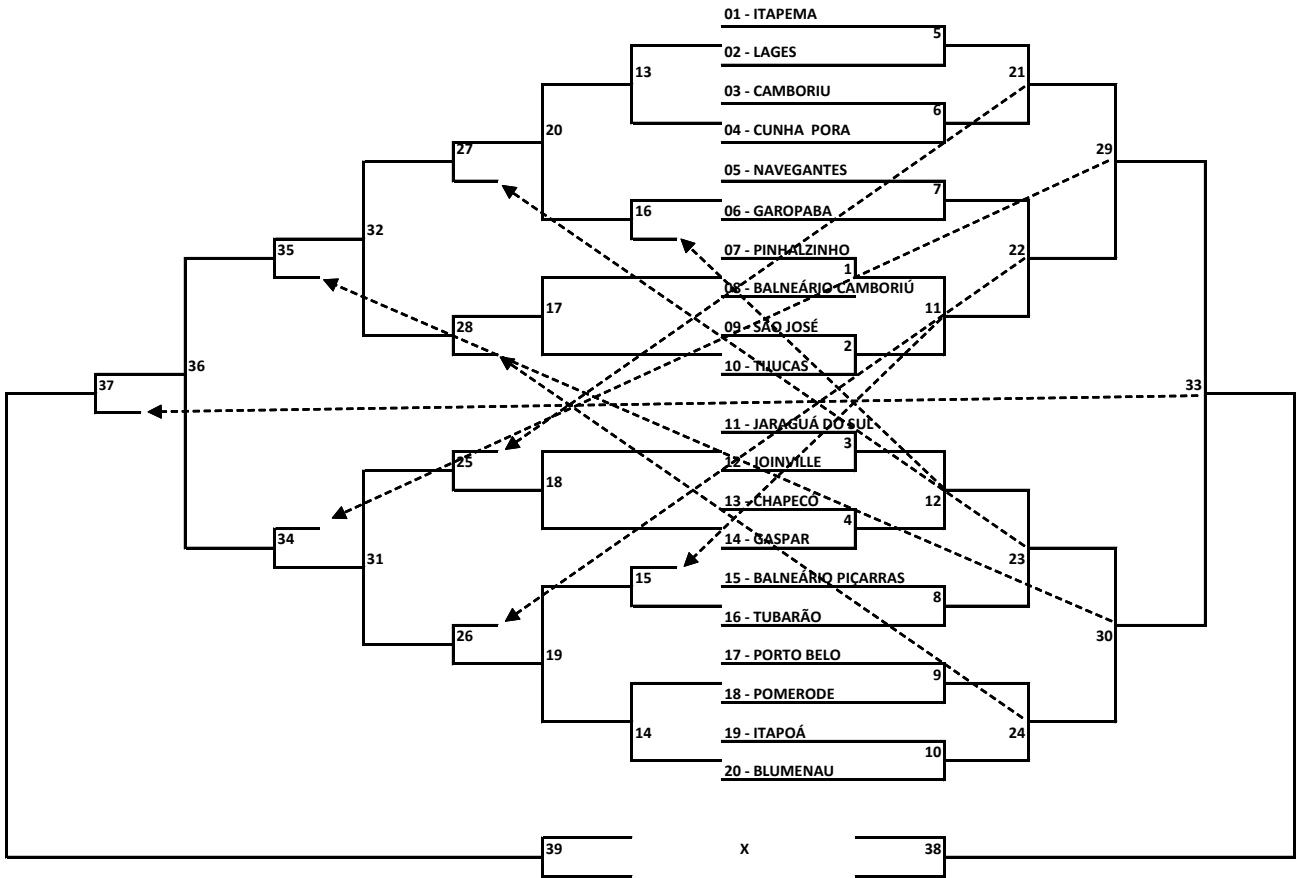 01 - ITAPEMA
5
02 - LAGES
13
21
03 - CAMBORIU
6
20
04 - CUNHA PORA
27
29
05 - NAVEGANTES
7
16
06 - GAROPABA
32
35
07 - PINHALZINHO
22
1
08 - BALNEÁRIO CAMBORIÚ
17
11
28
09 - SÃO JOSÉ
2
36
10 - TIJUCAS
37
33
11 - JARAGUÁ DO SUL
3
25
12 - JOINVILLE
18
13 - CHAPECÓ
12
4
34
14 - GASPAR
31
23
15
15 - BALNEÁRIO PIÇARRAS
8
16 - TUBARÃO
26
30
19
17 - PORTO BELO
9
18 - POMERODE
14
19 - ITAPOÁ
24
10
20 - BLUMENAU
39
X
38